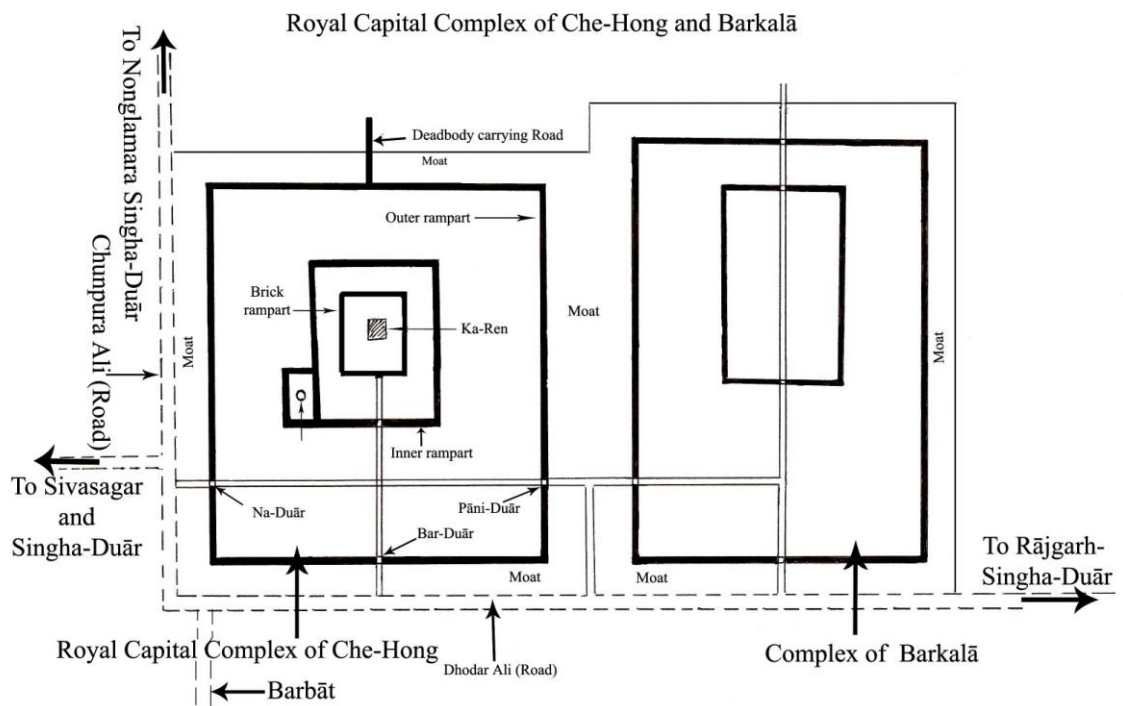 Royal Capital Complex of Che-Hong and Barkalā
To Nonglamara Singha-Duār
Chunpura Ali (Road)
Deadbody carrying Road
Moat
Outer rampart
Brick
rampart
Ka-Ren
Moat
Moat
Moat
Inner rampart
To Sivasagar
and
Singha-Duār
Na-Duār
Pāni-Duār
Bar-Duār
Moat
Moat
To Rājgarh-
Singha-Duār
Royal Capital Complex of Che-Hong
Dhodar Ali (Road)
Complex of Barkalā
Barbāt